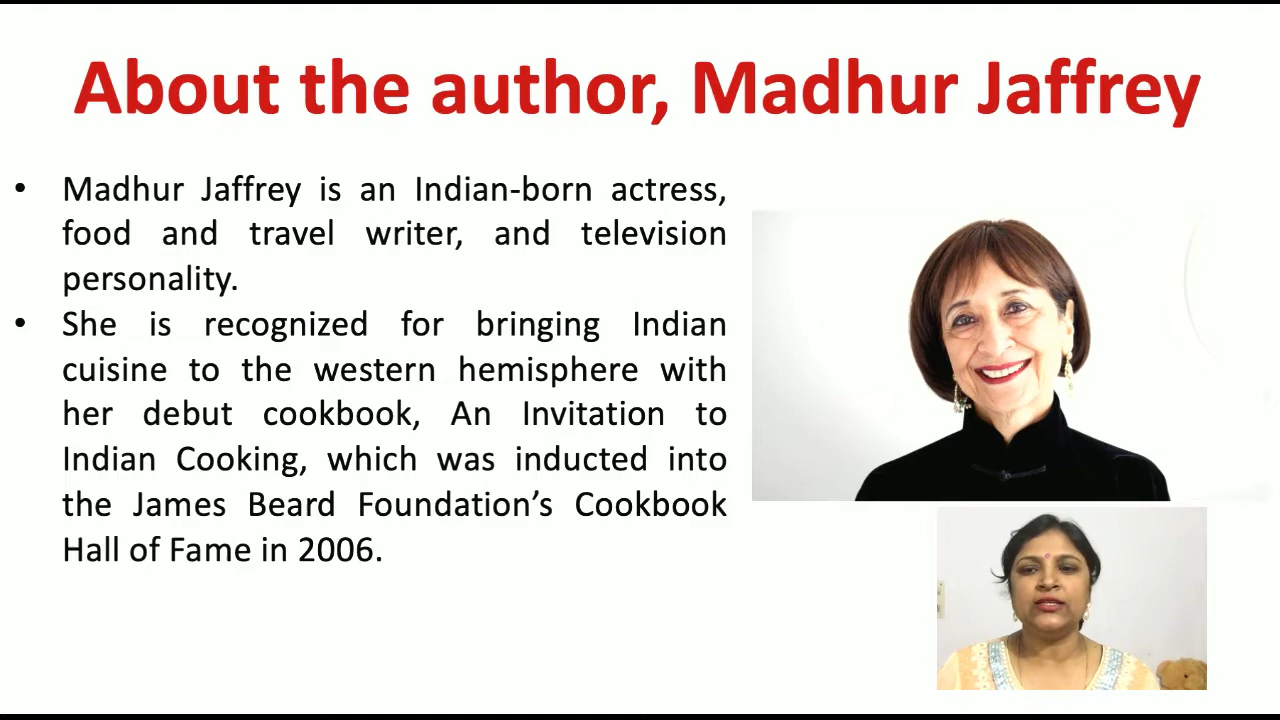 About the author, Madhur Jaffrey
• Madhur Jaffrey is an Indian-born actress,
food and travel writer, and television
personality.
• She is recognized for bringing Indian
cuisine to the western hemisphere with
her debut cookbook, An Invitation to
Indian Cooking, which was inducted into
the James Beard Foundation’s Cookbook
Hall of Fame in 2006.